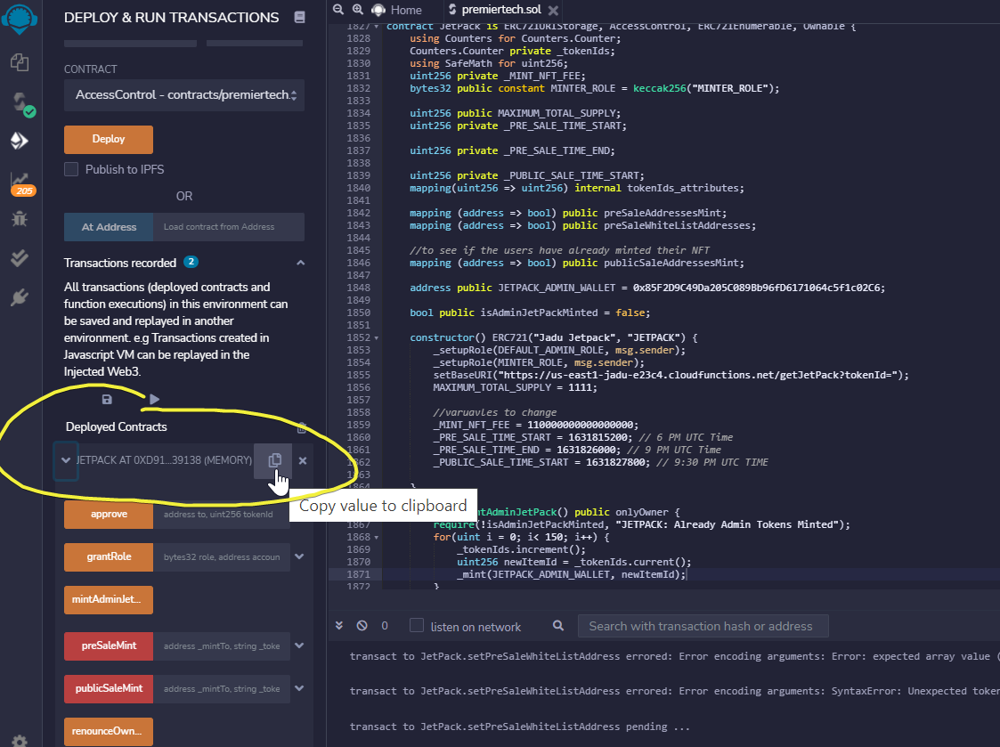 DEPLOY & RUN TRANSACTIONS
CONTRACT
AccessControl - contracts/premiertech.
Deploy
Publish to IPFS
OR
At Address
Load contract from Address
Transactions recorded 2
All transactions (deployed contracts and
function executions) in this environment can
be saved and replayed in another
environment. e.g Transactions created in
Javascript VM can be replayed in the
Injected Web3.
Deployed Contracts
JETPACK AT 0XD91...39138 (MEMORY)
Copy value to clipboard
approve
address to, uint256 tokenId
grantRole
bytes32 role, address accoun
mintAdminJet...
preSaleMint
address _mintTo, string _toke
publicSaleMint
address _mintTo, string _toke
renounceOwn...
205
Home
premiertech.sol
1827 contract JetPack is ERC721URIStorage, AccessControl, ERC721Enumerable, Ownable {
1828 using Counters for Counters.Counter;
1829 Counters.Counter private _tokenIds;
1830 using SafeMath for uint256;
1831 uint256 private _MINT_NFT_FEE;
1832 bytes32 public constant MINTER_ROLE = keccak256("MINTER_ROLE");
1833
1834 uint256 public MAXIMUM_TOTAL_SUPPLY;
1835 uint256 private _PRE_SALE_TIME_START;
1836
1837 uint256 private _PRE_SALE_TIME_END;
1838
1839 uint256 private _PUBLIC_SALE_TIME_START;
1840 mapping(uint256 => uint256) internal tokenIds_attributes;
1841
1842 mapping (address => bool) public preSaleAddressesMint;
1843 mapping (address => bool) public preSaleWhiteListAddresses;
1844
1845 //to see if the users have already minted their NFT
1846 mapping (address => bool) public publicSaleAddressesMint;
1847
1848 address public JETPACK_ADMIN_WALLET = 0x85F2D9C49Da205C089Bb96fD6171064c5f1c02C6;
1849
1850 bool public isAdminJetPackMinted = false;
1851
1852 constructor() ERC721("Jadu Jetpack", "JETPACK") {
1853 _setupRole(DEFAULT_ADMIN_ROLE, msg.sender);
1854 _setupRole(MINTER_ROLE, msg.sender);
1855 setBaseURI("https://us-east1-jadu-e23c4.cloudfunctions.net/getJetPack?tokenId=");
1856 MAXIMUM_TOTAL_SUPPLY = 1111;
1857
1858 //varuavles to change
1859 _MINT_NFT_FEE = 110000000000000000;
1860 _PRE_SALE_TIME_START = 1631815200; // 6 PM UTC Time
1861 _PRE_SALE_TIME_END = 1631826000; // 9 PM UTC Time
1862 _PUBLIC_SALE_TIME_START = 1631827800; // 9:30 PM UTC TIME
1863
1864 }
ntAdminJetPack() public onlyOwner {
1867 require(!isAdminJetPackMinted, "JETPACK: Already Admin Tokens Minted");
1868 for(uint i = 0; i< 150; i++) {
1869 _tokenIds.increment();
1870 uint256 newItemId = _tokenIds.current();
1871 _mint(JETPACK_ADMIN_WALLET, newItemId);
1872 }
0
listen on network
Search with transaction hash or address
transact to JetPack.setPreSaleWhiteListAddress errored: Error encoding arguments: Error: expected array value (
transact to JetPack.setPreSaleWhiteListAddress errored: Error encoding arguments: SyntaxError: Unexpected token
transact to JetPack.setPreSaleWhiteListAddress pending ...